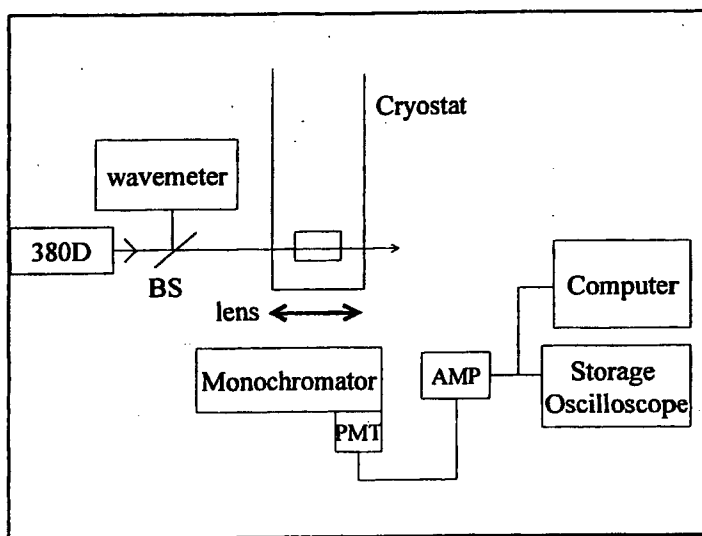 Cryostat
wavemeter
380D
BS
lens
Computer
Monochromator
AMP
Storage
Oscilloscope
PMT